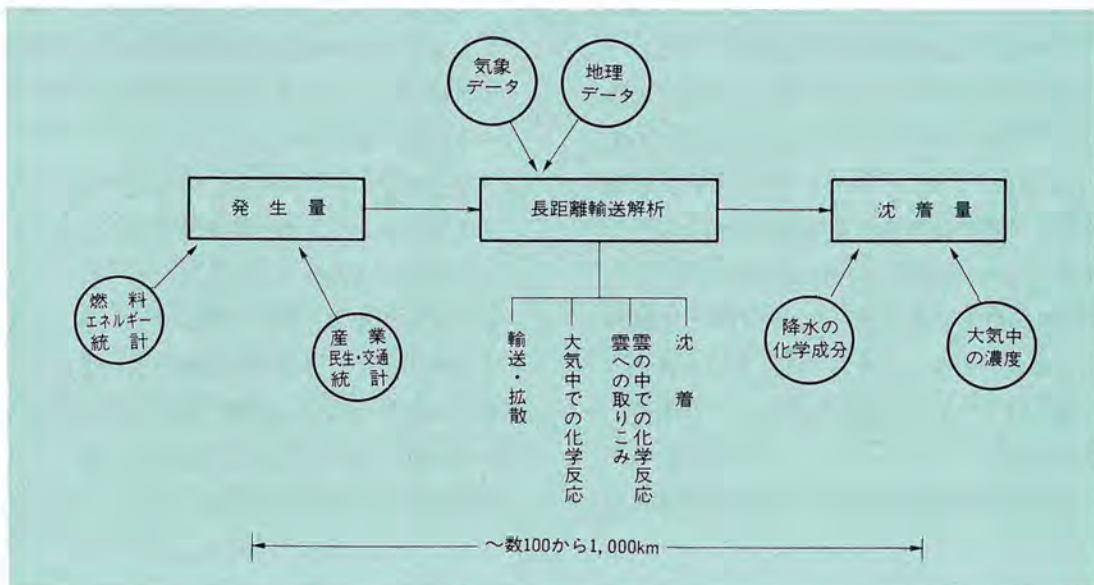 気象
データ
地理
データ
発生量
長距離輸送解析
沈着量
燃料
エネルギー
統計
産業
民生・交通
統計
輸送・拡散
大気中での化学反応
雲の中での化学反応
雲への取りこみ
沈着
降水の
化学成分
大気中
の濃度
〜数100から1,000km